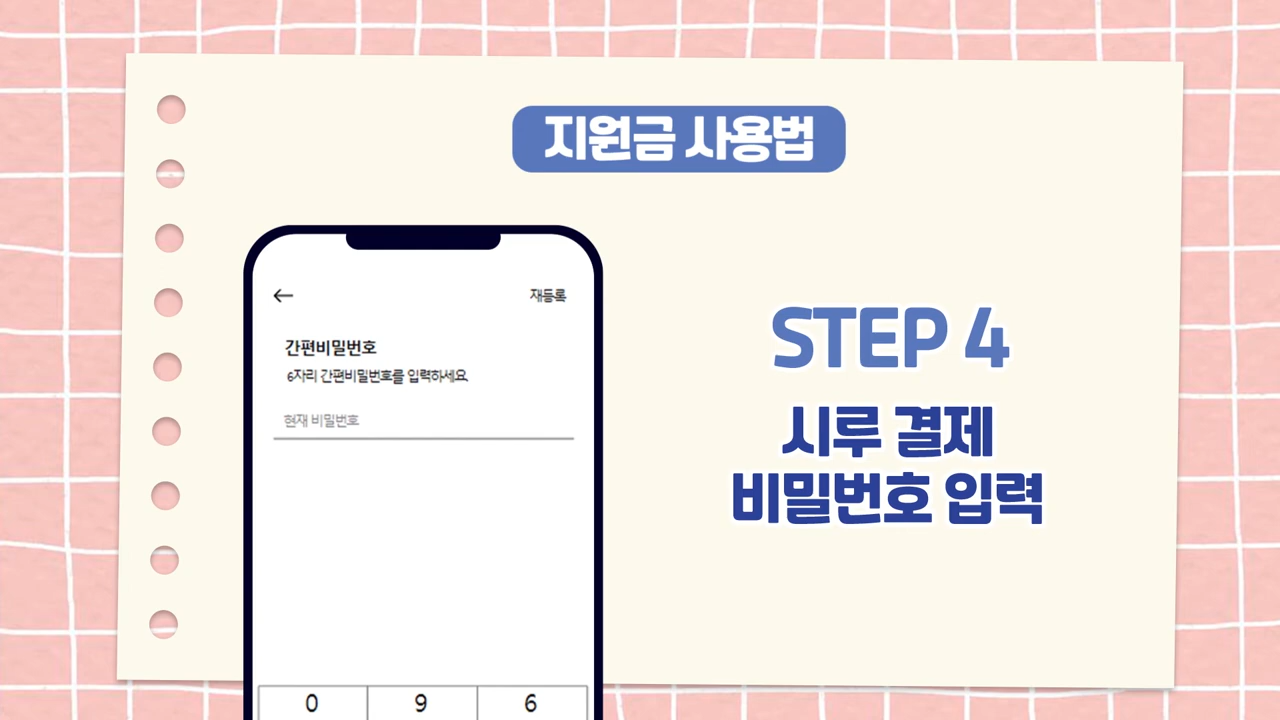 지원금 사용법
재등록
간편비밀번호
6자리 간편비밀번호를 입력하세요.
현재 비밀번호
0 9 6
STEP 4
시루 결제
비밀번호 입력